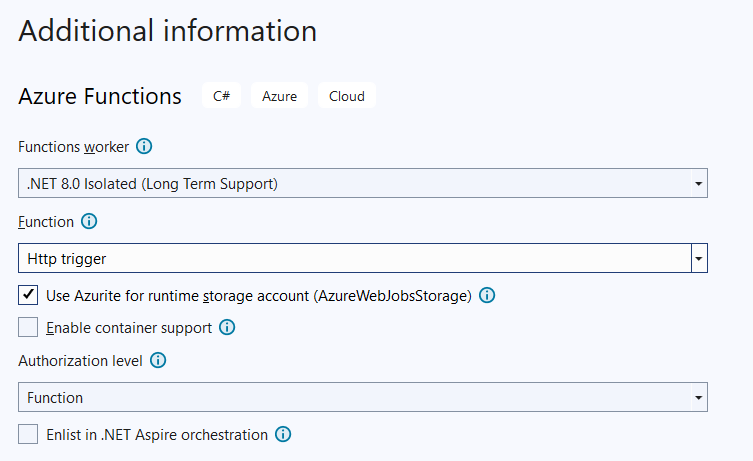 Additional information
Azure Functions C# Azure Cloud
Functions worker
.NET 8.0 Isolated (Long Term Support)
Function
Http trigger
Use Azurite for runtime storage account (AzureWebJobsStorage)
Enable container support
Authorization level
Function
Enlist in .NET Aspire orchestration